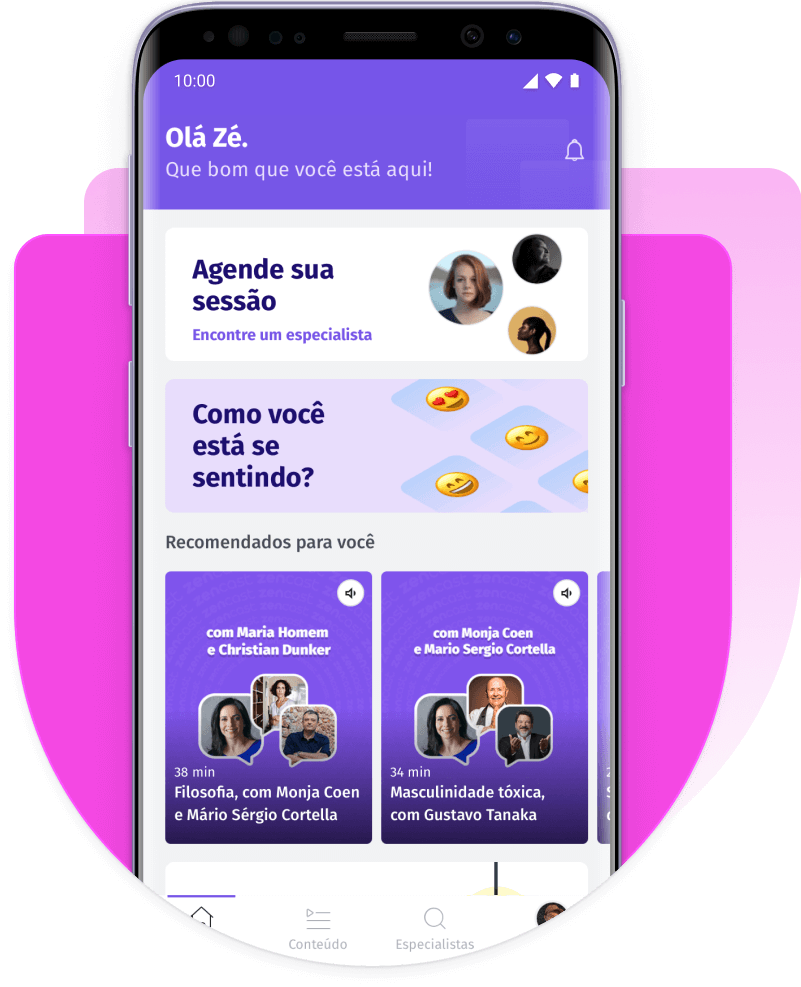 10:00
Olá Zé.
Que bom que você está aqui!
Agende sua
sessão
Encontre um especialista
Como você
está se
sentindo?
Recomendados para você
com Maria Homem
e Christian Dunker
38 min
Filosofia, com Monja Coen
e Mário Sérgio Cortella
com Monja Coen
e Mario Sergio Cortella
34 min
Masculinidade tóxica,
com Gustavo Tanaka
Conteúdo
Especialistas